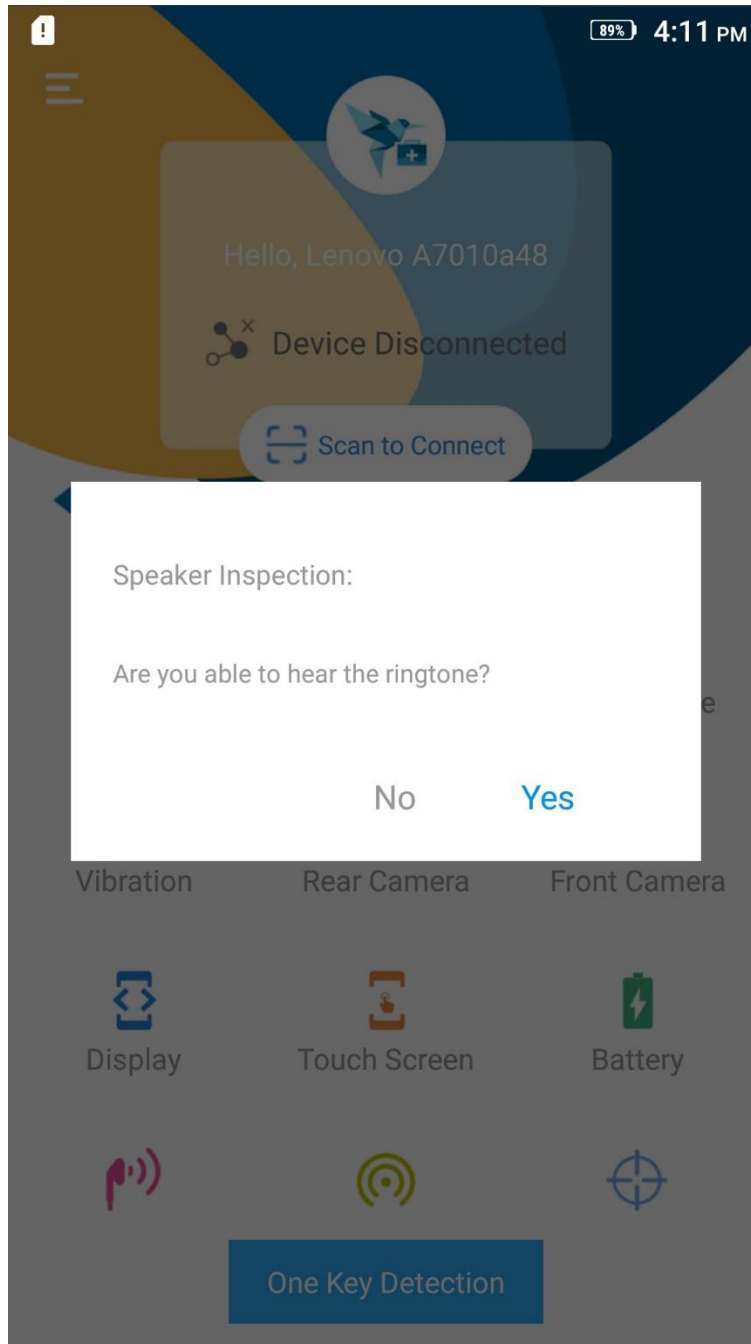 89% 4:11 PM
Hello, Lenovo A7010a48
Device Disconnected
Scan to Connect
Speaker Inspection:
Are you able to hear the ringtone?
e
No Yes
Vibration Rear Camera Front Camera
Display Touch Screen Battery
One Key Detection